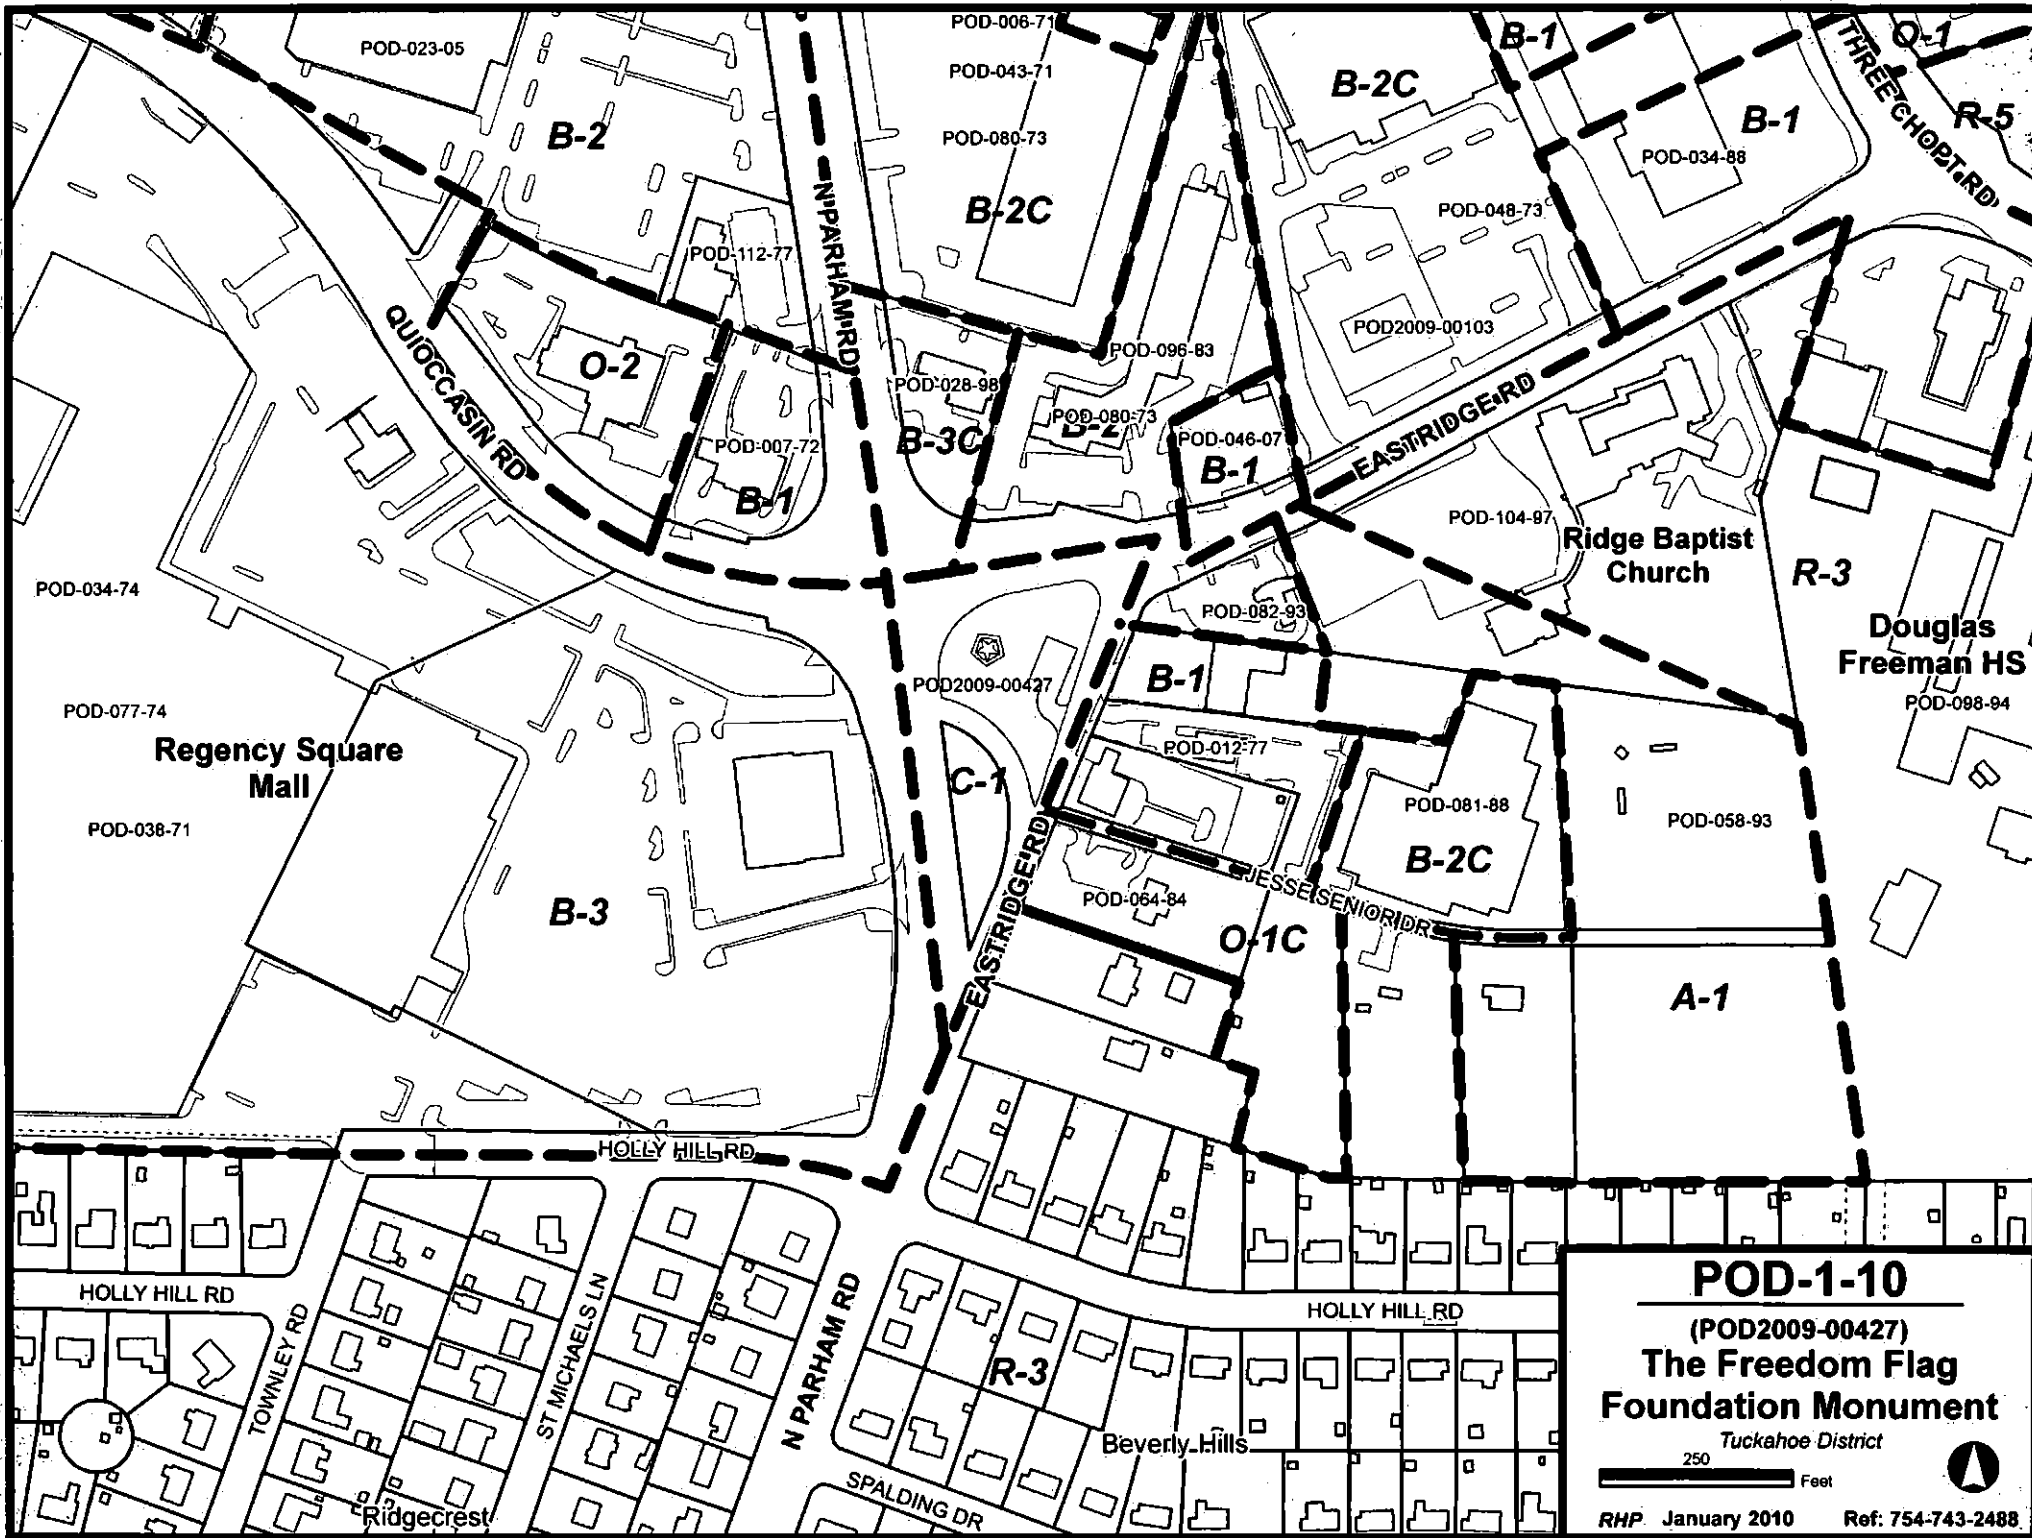 POD-006-71
POD-023-05
B-1
O-1
THREE CHOPT RD
POD-043-71
B-2C
R-5
B-2
POD-080-73
B-1
POD-034-88
N PARHAM RD
B-2C
POD-048-73
POD-112-77
QUIOCCASIN RD
POD2009-00103
O-2
POD-096-83
POD-028-98
EASTRIDGE RD
POD-080-73
B-2
POD-007-72
B-3C
POD-046-07
B-1
B-1
POD-104-97
Ridge Baptist
Church
R-3
POD-034-74
POD-082-93
Douglas
Freeman HS
POD2009-00427
B-1
POD-098-94
POD-077-74
Regency Square
Mall
POD-012-77
C-1
POD-081-88
POD-058-93
POD-038-71
EASTRIDGE RD
B-2C
JESSE SENIOR DR
POD-064-84
B-3
O-1C
A-1
HOLLY HILL RD
HOLLY HILL RD
HOLLY HILL RD
TOWNLEY RD
ST MICHAELS LN
N PARHAM RD
R-3
Beverly Hills
SPALDING DR
Ridgecrest
POD-1-10
(POD2009-00427)
The Freedom Flag
Foundation Monument
Tuckahoe District
250
Feet
RHP January 2010 Ref: 754-743-2488